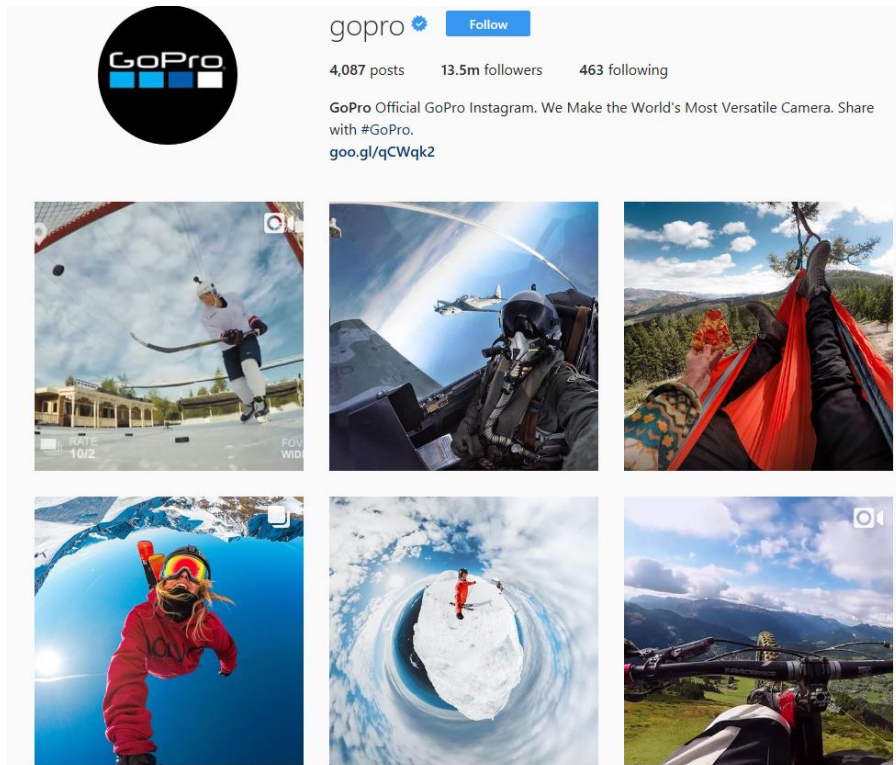 GoPro
gopro Follow
4,087 posts 13.5m followers 463 following
GoPro Official GoPro Instagram. We Make the World's Most Versatile Camera. Share
with #GoPro.
goo.gl/qCWqk2
RATE
10/2
FOV
WIDE